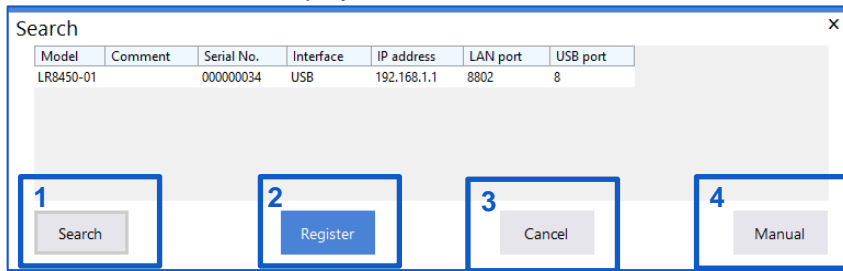 Search x
Model Comment Serial No. Interface IP address LAN port USB port
LR8450-01 000000034 USB 192.168.1.1 8802 8
1 2 3 4
Search Register Cancel Manual